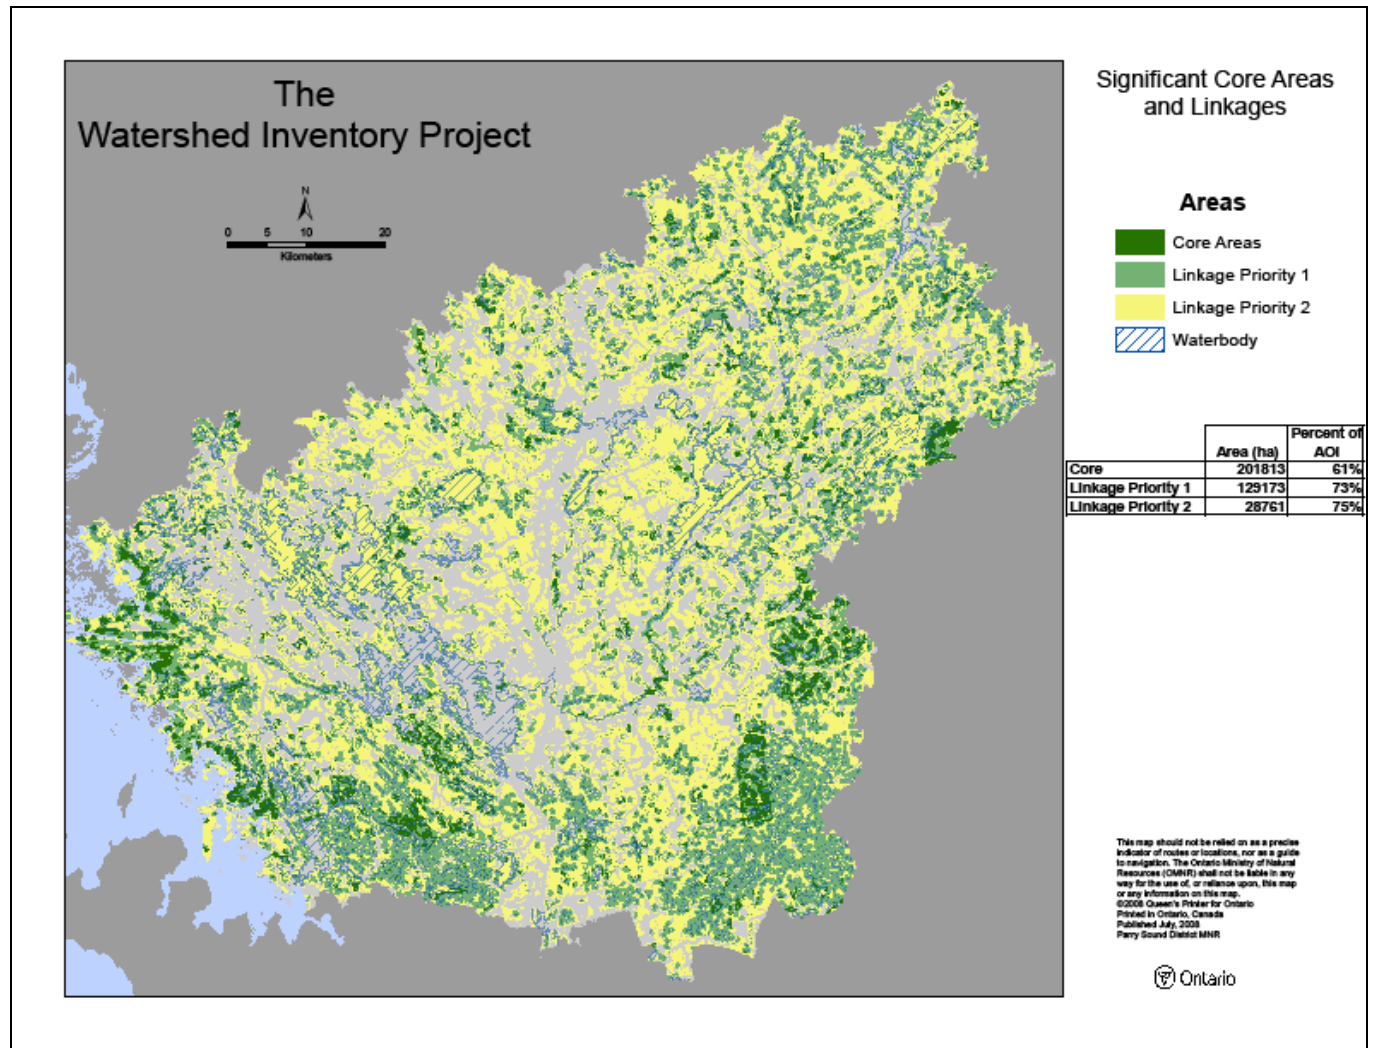 The
Watershed Inventory Project
N
0 5 10 20
Kilometers
Significant Core Areas
and Linkages
Areas
Core Areas
Linkage Priority 1
Linkage Priority 2
Waterbody
Percent of
Area (ha) AOI
Core 201813 61%
Linkage Priority 1 129173 73%
Linkage Priority 2 28761 75%
This map should not be relied on as a precise
indicator of routes or locations, nor as a guide
to navigation. The Ontario Ministry of Natural
Resources (OMNR) shall not be liable in any
way for the use of, or reliance upon, this map
or any information on this map.
©2008 Queen's Printer for Ontario
Printed in Ontario, Canada
Published July, 2008
Parry Sound District MNR
Ontario